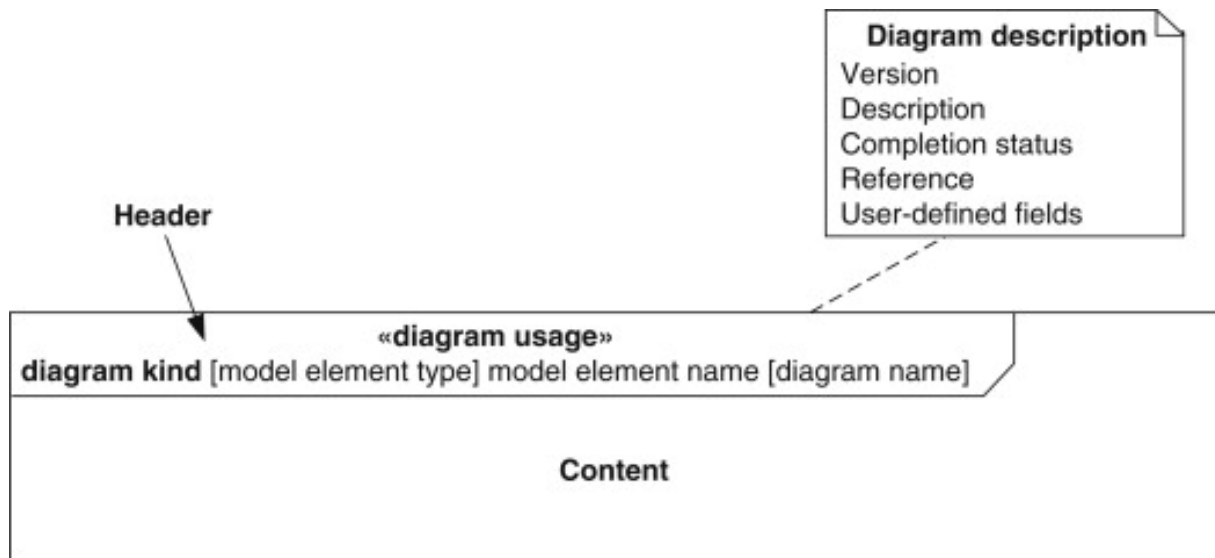 Diagram description
Version
Description
Completion status
Reference
User-defined fields
Header
«diagram usage»
diagram kind [model element type] model element name [diagram name]
Content